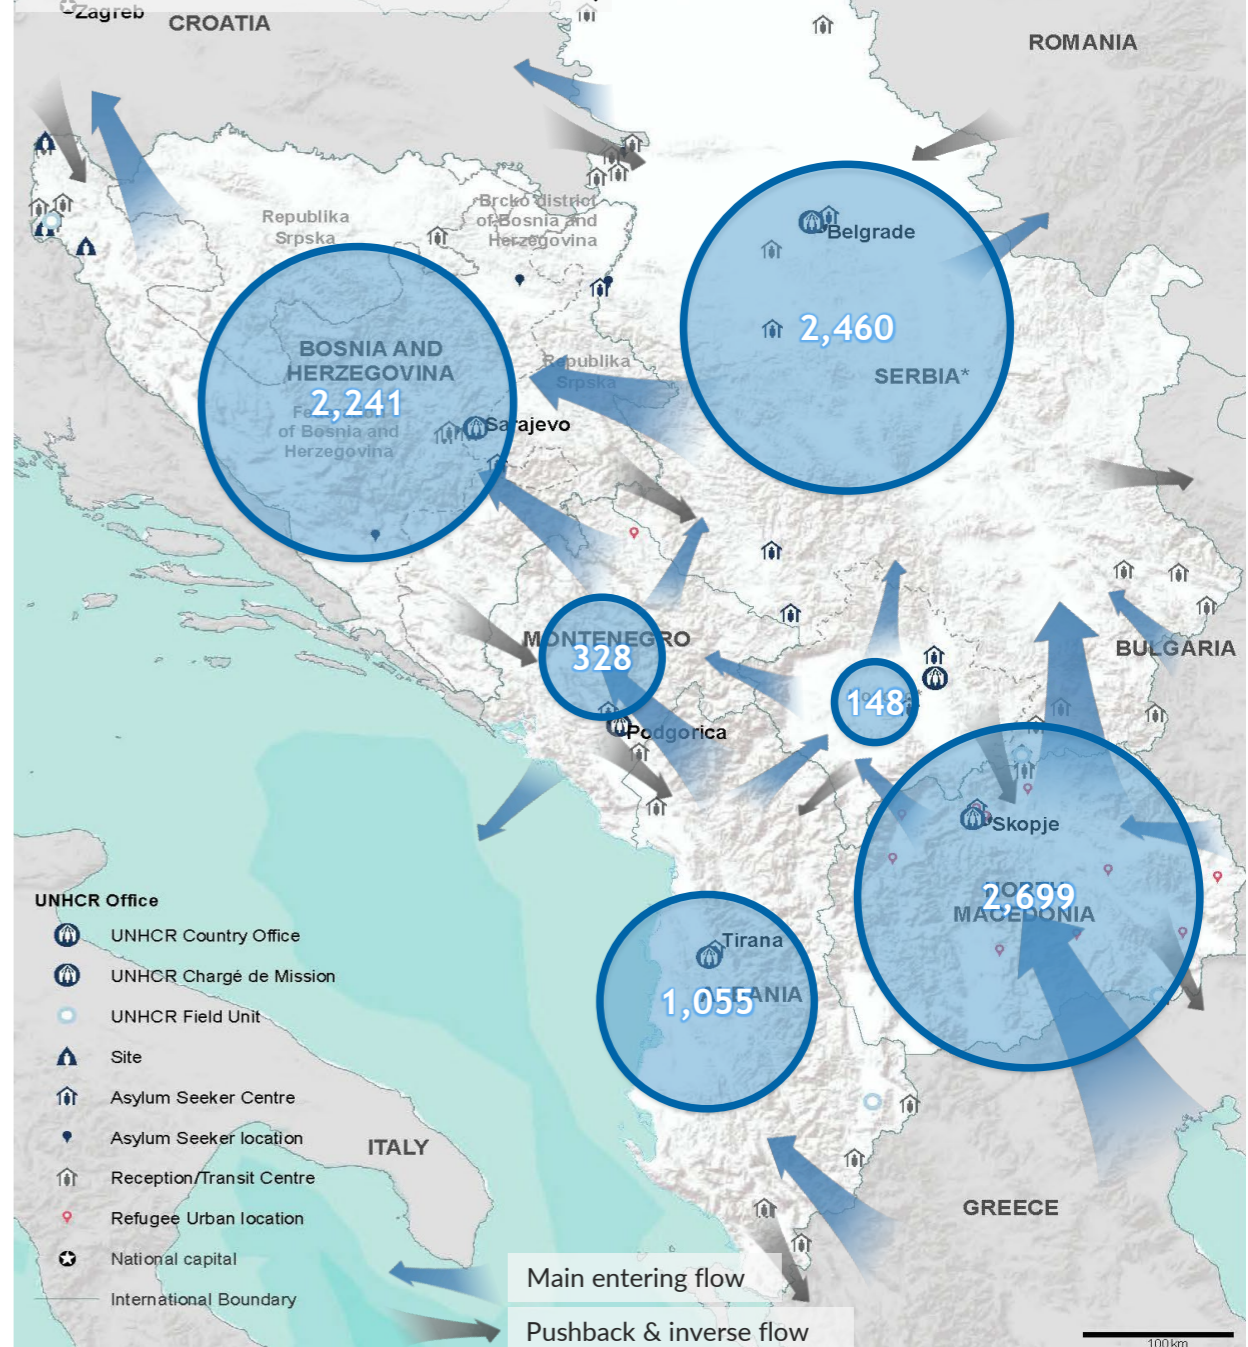 Zagreb
CROATIA
ROMANIA
Republika
Srpska
Brcko district
of Bosnia and
Herzegovina
Belgrade
2,460
SERBIA*
BOSNIA AND
HERZEGOVINA
2,241
of Bosnia and
Herzegovina
Republika
Srpska
Sarajevo
MONTENEGRO
328
Podgorica
148
BULGARIA
Skopje
2,699
MACEDONIA
Tirana
ALBANIA
1,055
ITALY
GREECE
UNHCR Office
UNHCR Country Office
UNHCR Chargé de Mission
UNHCR Field Unit
Site
Asylum Seeker Centre
Asylum Seeker location
Reception/Transit Centre
Refugee Urban location
National capital
International Boundary
Main entering flow
Pushback & inverse flow
100km